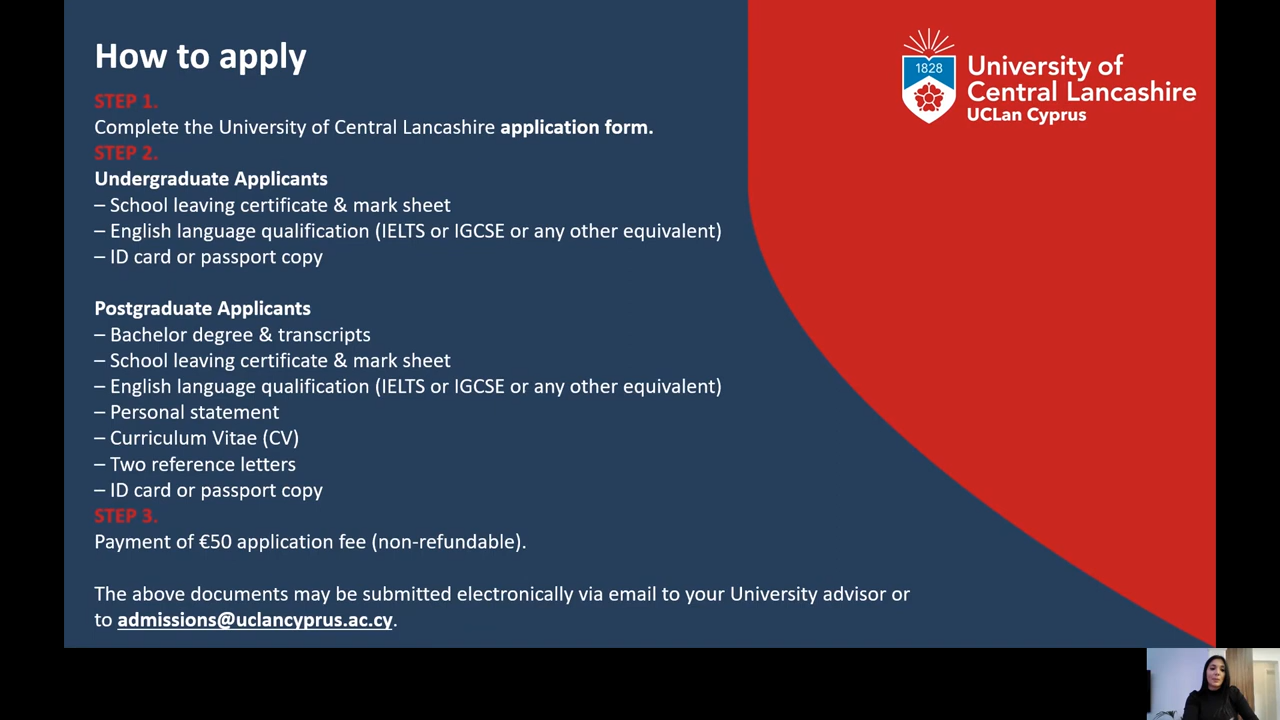 How to apply
STEP 1.
Complete the University of Central Lancashire application form.
STEP 2.
Undergraduate Applicants
– School leaving certificate & mark sheet
– English language qualification (IELTS or IGCSE or any other equivalent)
– ID card or passport copy
Postgraduate Applicants
– Bachelor degree & transcripts
– School leaving certificate & mark sheet
– English language qualification (IELTS or IGCSE or any other equivalent)
– Personal statement
– Curriculum Vitae (CV)
– Two reference letters
– ID card or passport copy
STEP 3.
Payment of €50 application fee (non-refundable).
The above documents may be submitted electronically via email to your University advisor or
to admissions@uclancyprus.ac.cy.
1828
University of
Central Lancashire
UCLan Cyprus